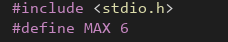 #include <stdio.h>
#define MAX 6